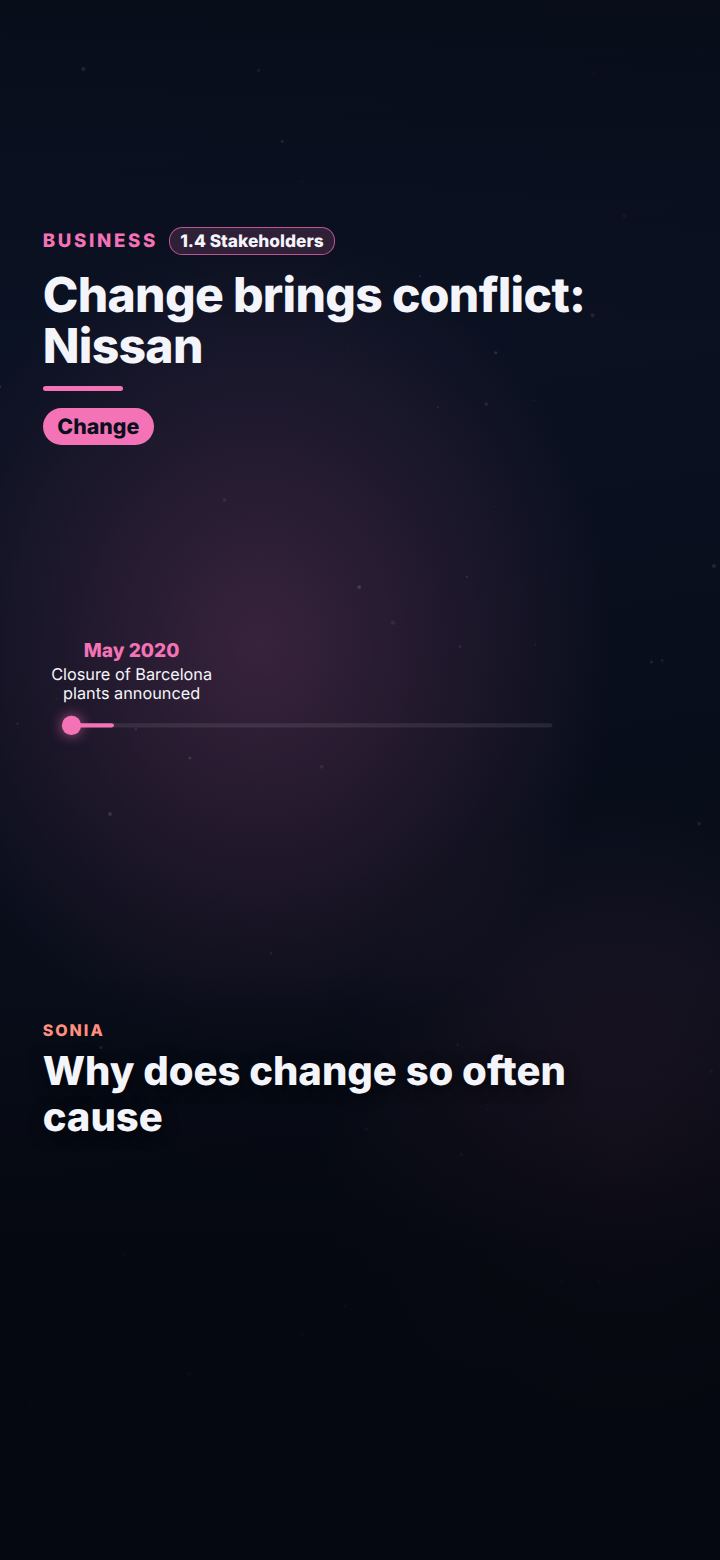 BUSINESS 1.4 Stakeholders
Change brings conflict:
Nissan
Change
May 2020
Closure of Barcelona
plants announced
SONIA
Why does change so often
cause